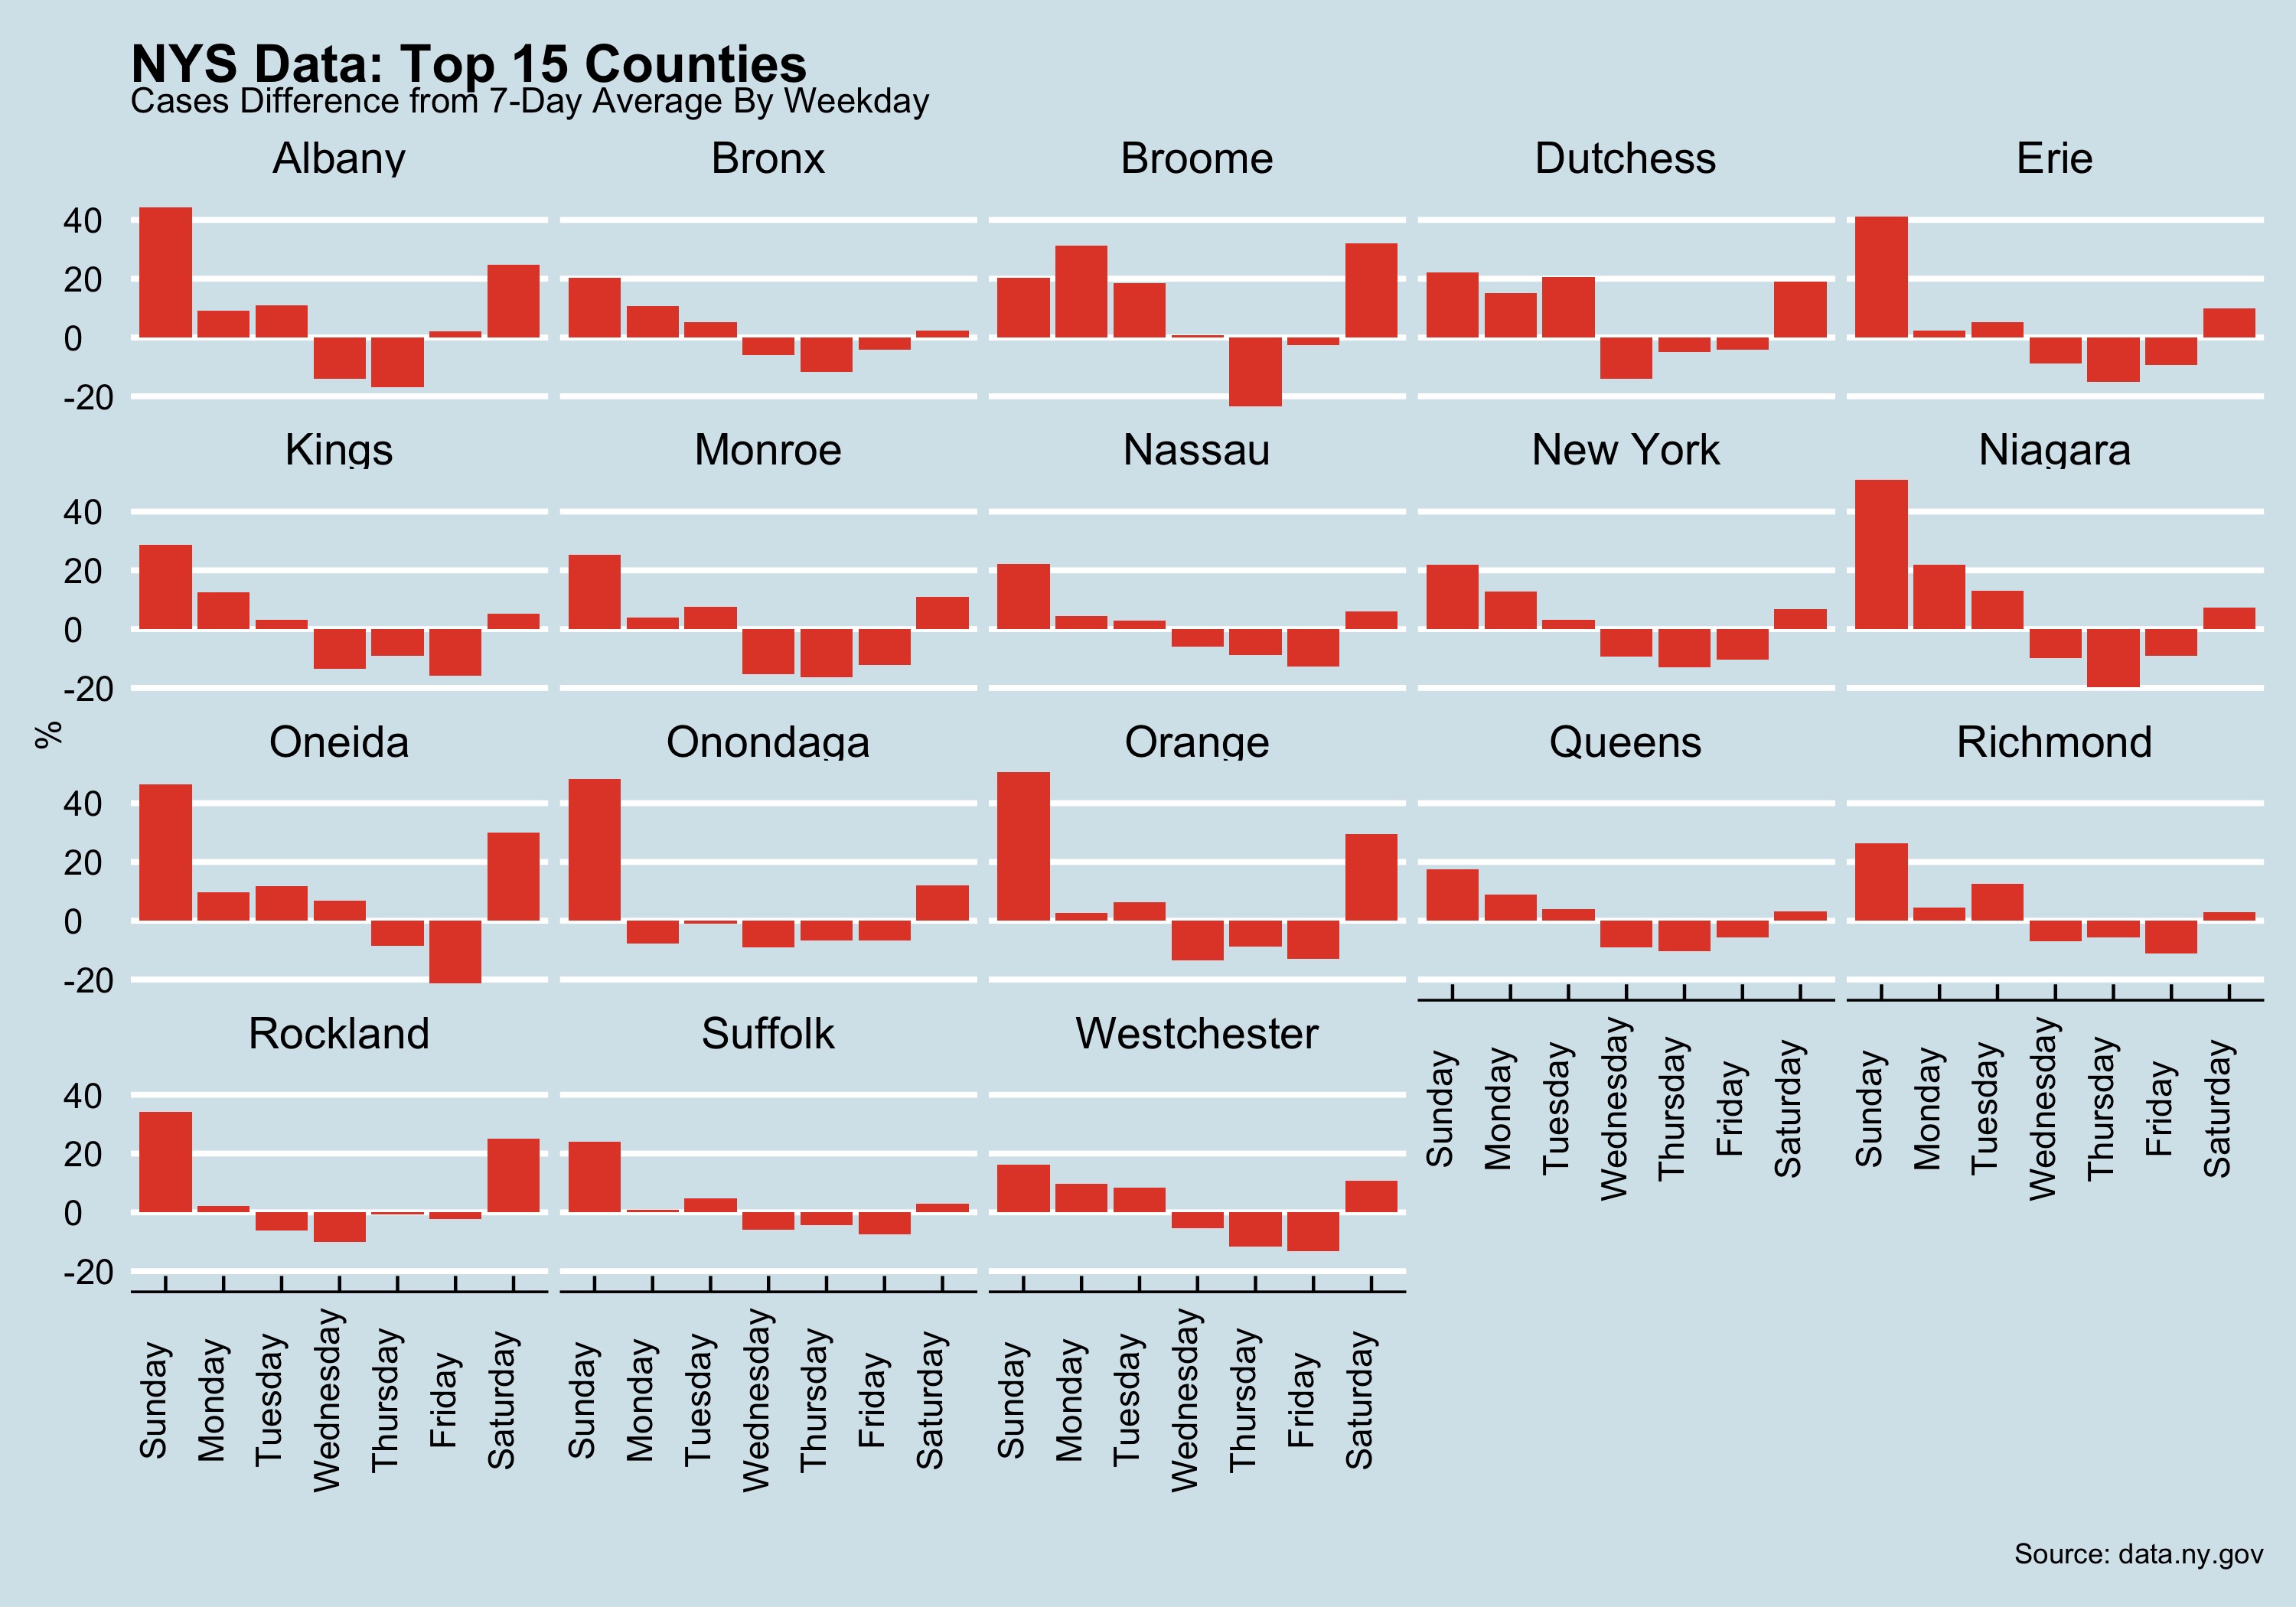 NYS Data: Top 15 Counties
Cases Difference from 7-Day Average By Weekday
Albany Bronx Broome Dutchess Erie
40
20
0
-20
Kings Monroe Nassau New York Niagara
40
20
0
-20
%
Oneida Onondaga Orange Queens Richmond
40
20
0
-20
Sunday Monday Tuesday Wednesday Thursday Friday Saturday Sunday Monday Tuesday Wednesday Thursday Friday Saturday
Rockland Suffolk Westchester
40
20
0
-20
Sunday Monday Tuesday Wednesday Thursday Friday Saturday Sunday Monday Tuesday Wednesday Thursday Friday Saturday Sunday Monday Tuesday Wednesday Thursday Friday Saturday
Source: data.ny.gov